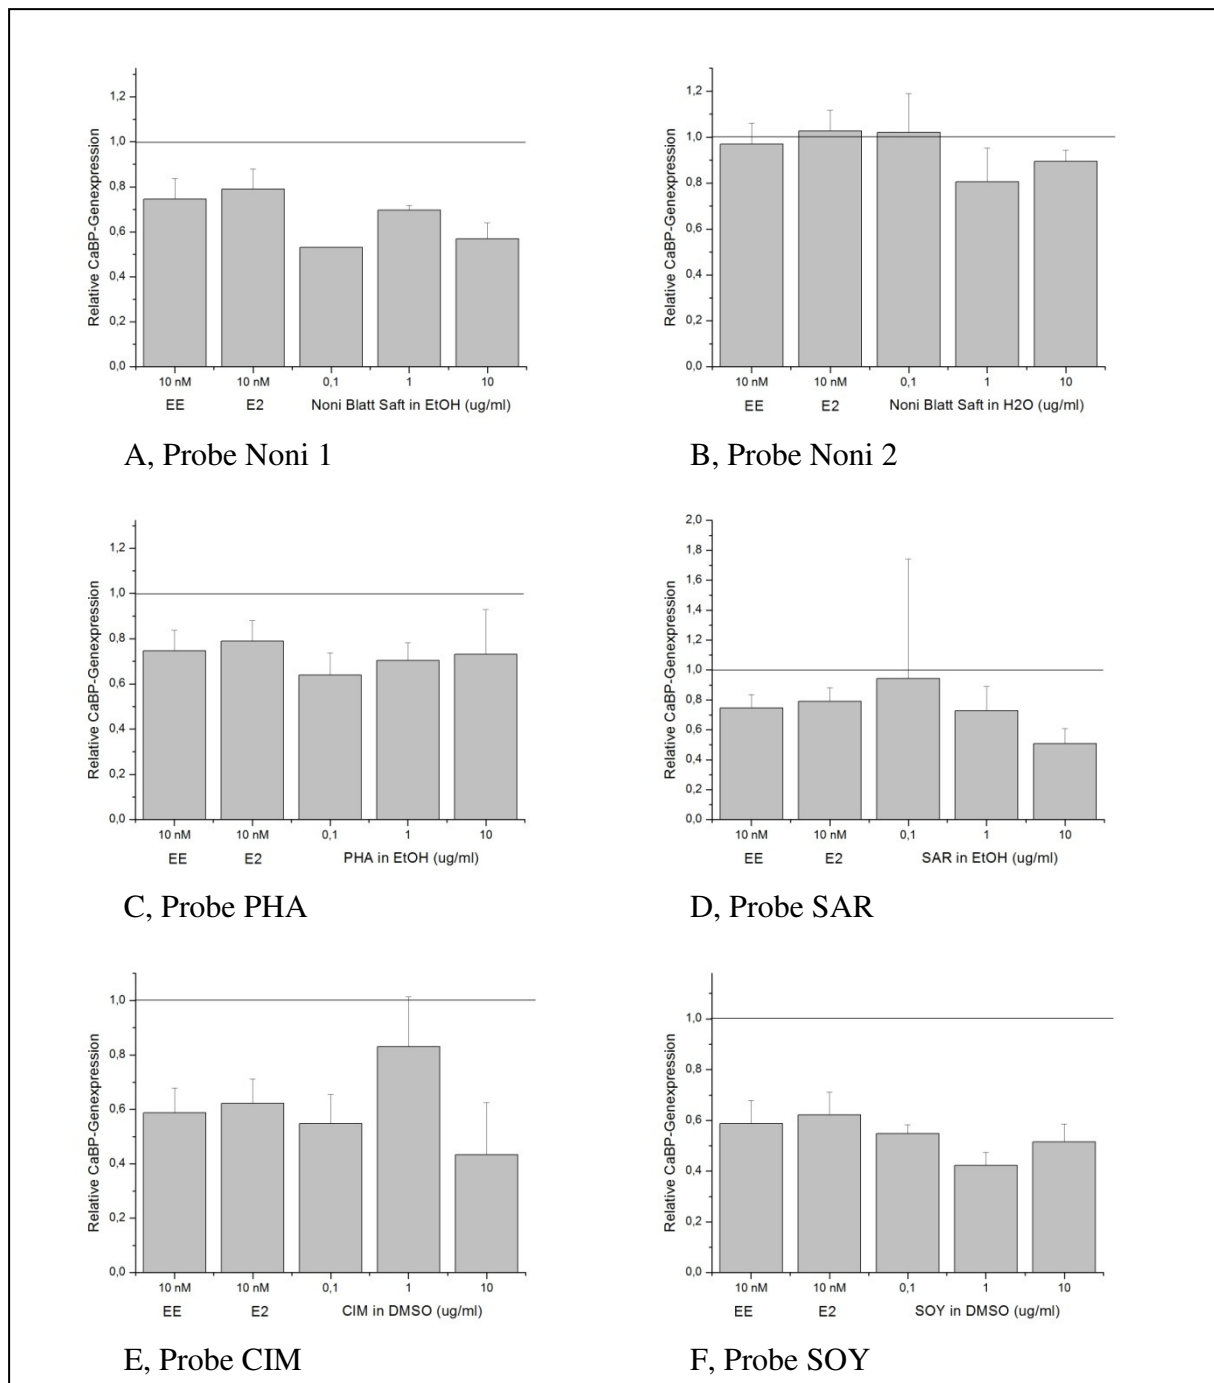 Relative CaBP-Genexpression
1,2
1,0
0,8
0,6
0,4
0,2
0,0
10 nM 10 nM 0,1 1 10
EE E2 Noni Blatt Saft in EtOH (ug/ml)
A, Probe Noni 1
Relative CaBP-Genexpression
1,2
1,0
0,8
0,6
0,4
0,2
0,0
10 nM 10 nM 0,1 1 10
EE E2 Noni Blatt Saft in H2O (ug/ml)
B, Probe Noni 2
Relative CaBP-Genexpression
1,2
1,0
0,8
0,6
0,4
0,2
0,0
10 nM 10 nM 0,1 1 10
EE E2 PHA in EtOH (ug/ml)
C, Probe PHA
Relative CaBP-Genexpression
2,0
1,8
1,6
1,4
1,2
1,0
0,8
0,6
0,4
0,2
0,0
10 nM 10 nM 0,1 1 10
EE E2 SAR in EtOH (ug/ml)
D, Probe SAR
Relative CaBP-Genexpression
1,0
0,8
0,6
0,4
0,2
0,0
10 nM 10 nM 0,1 1 10
EE E2 CIM in DMSO (ug/ml)
E, Probe CIM
Relative CaBP-Genexpression
1,0
0,8
0,6
0,4
0,2
0,0
10 nM 10 nM 0,1 1 10
EE E2 SOY in DMSO (ug/ml)
F, Probe SOY